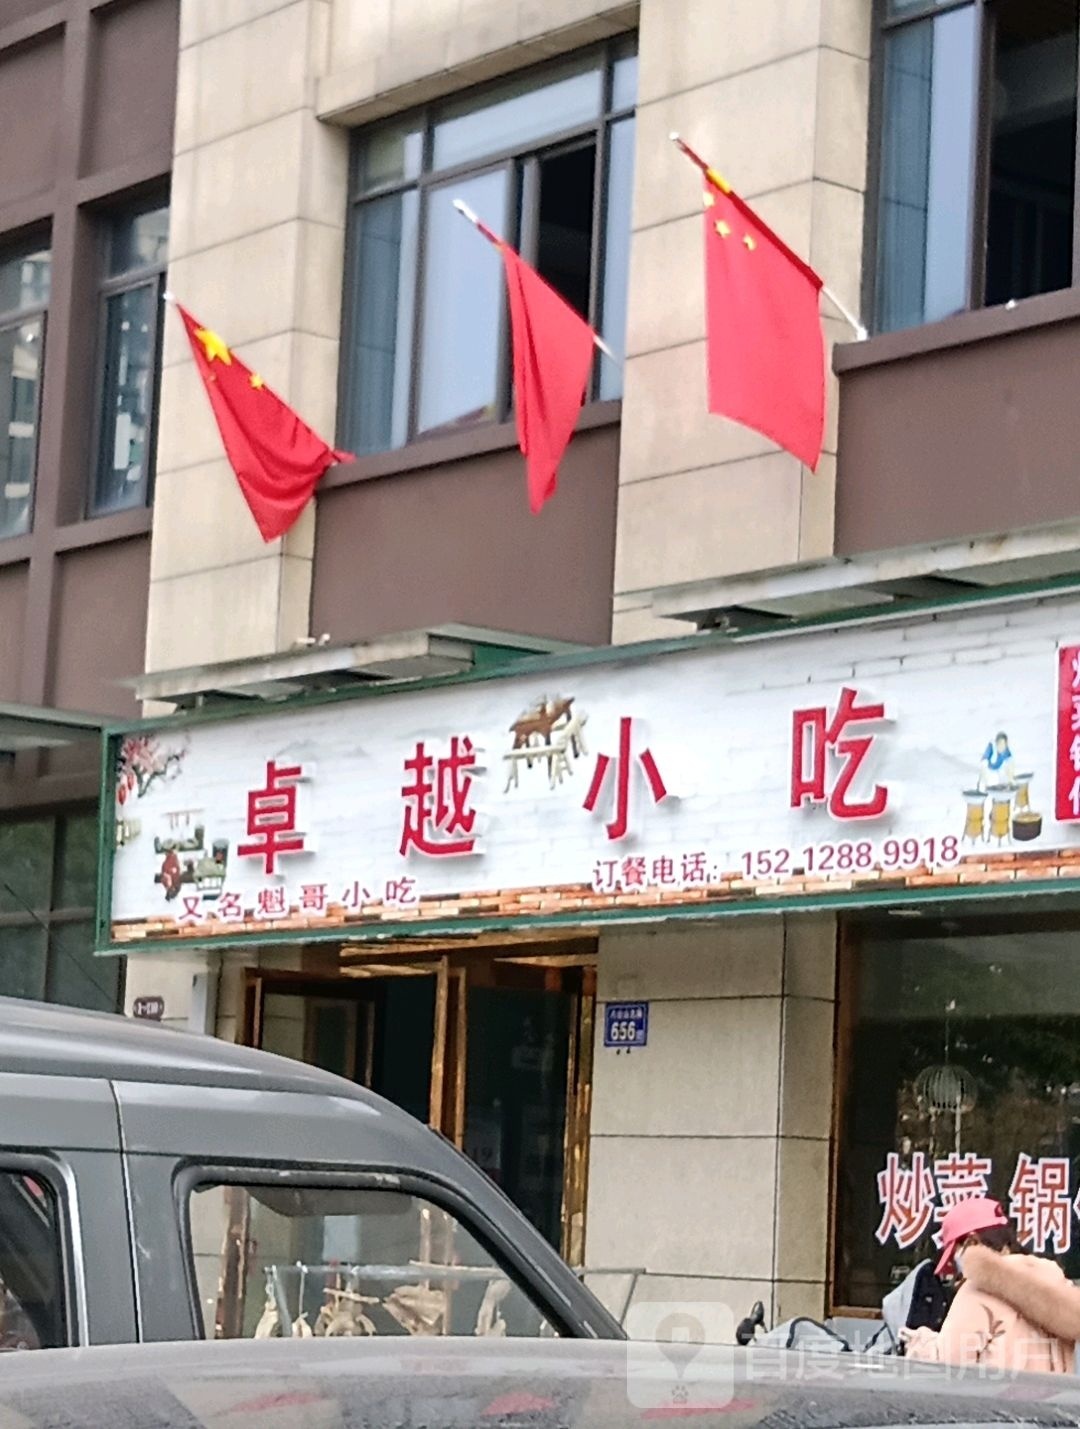 卓越小吃
又名魁哥小吃
订餐电话：152 1288 9918
656
炒菜 锅
百度地图用户